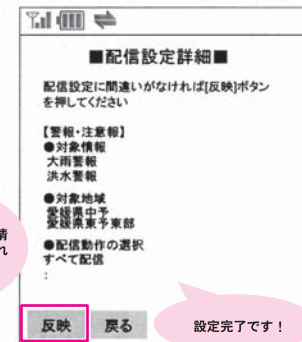 ■配信設定詳細■
配信設定に間違いがなければ[反映]ボタン
を押してください
【警報・注意報】
●対象情報
大雨警報
洪水警報
●対象地域
愛媛県中予
愛媛県東予東部
●配信動作の選択
すべて配信
:
反映 戻る
設定完了です!